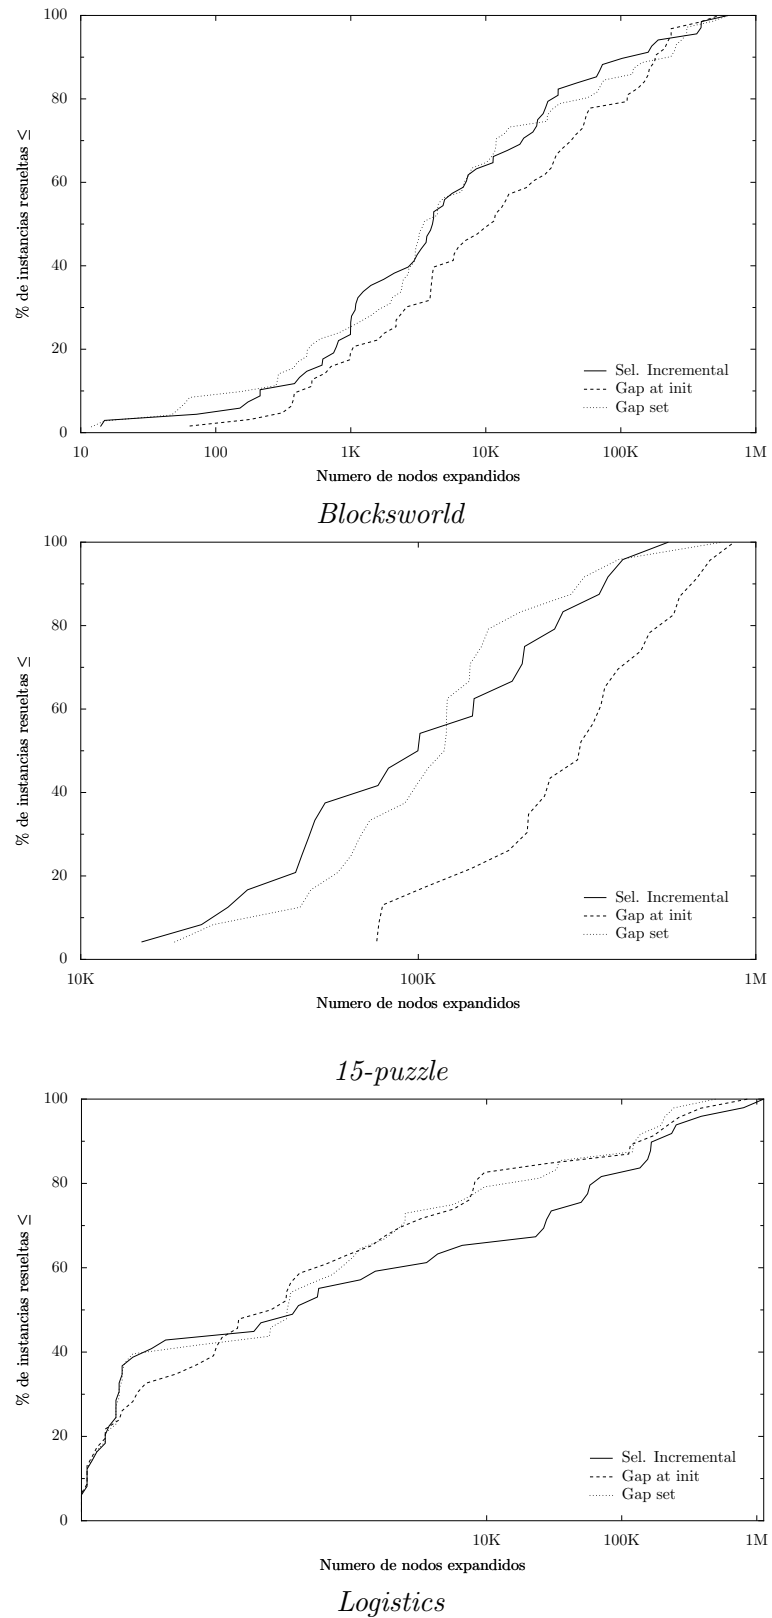 100
80
60
40
20
0
% de instancias resueltas ≤
Sel. Incremental
Gap at init
Gap set
10 100 1K 10K 100K 1M
Numero de nodos expandidos
Blocksworld
100
80
60
40
20
0
% de instancias resueltas ≤
Sel. Incremental
Gap at init
Gap set
10K 100K 1M
Numero de nodos expandidos
15-puzzle
100
80
60
40
20
0
% de instancias resueltas ≤
Sel. Incremental
Gap at init
Gap set
10K 100K 1M
Numero de nodos expandidos
Logistics